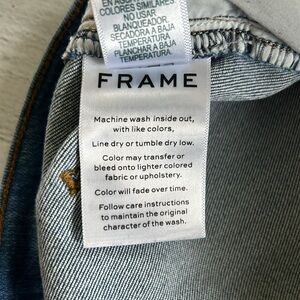 EN AGUA
COLORES SIMILARES
NO USAR
BLANQUEADOR
SECADORA A BAJA
TEMPERATURA
PLANCHAR A BAJA
TEMPERATURA
FRAME
Machine wash inside out,
with like colors,
Line dry or tumble dry low.
Color may transfer or
bleed onto lighter colored
fabric or upholstery.
Color will fade over time.
Follow care instructions
to maintain the original
character of the wash.